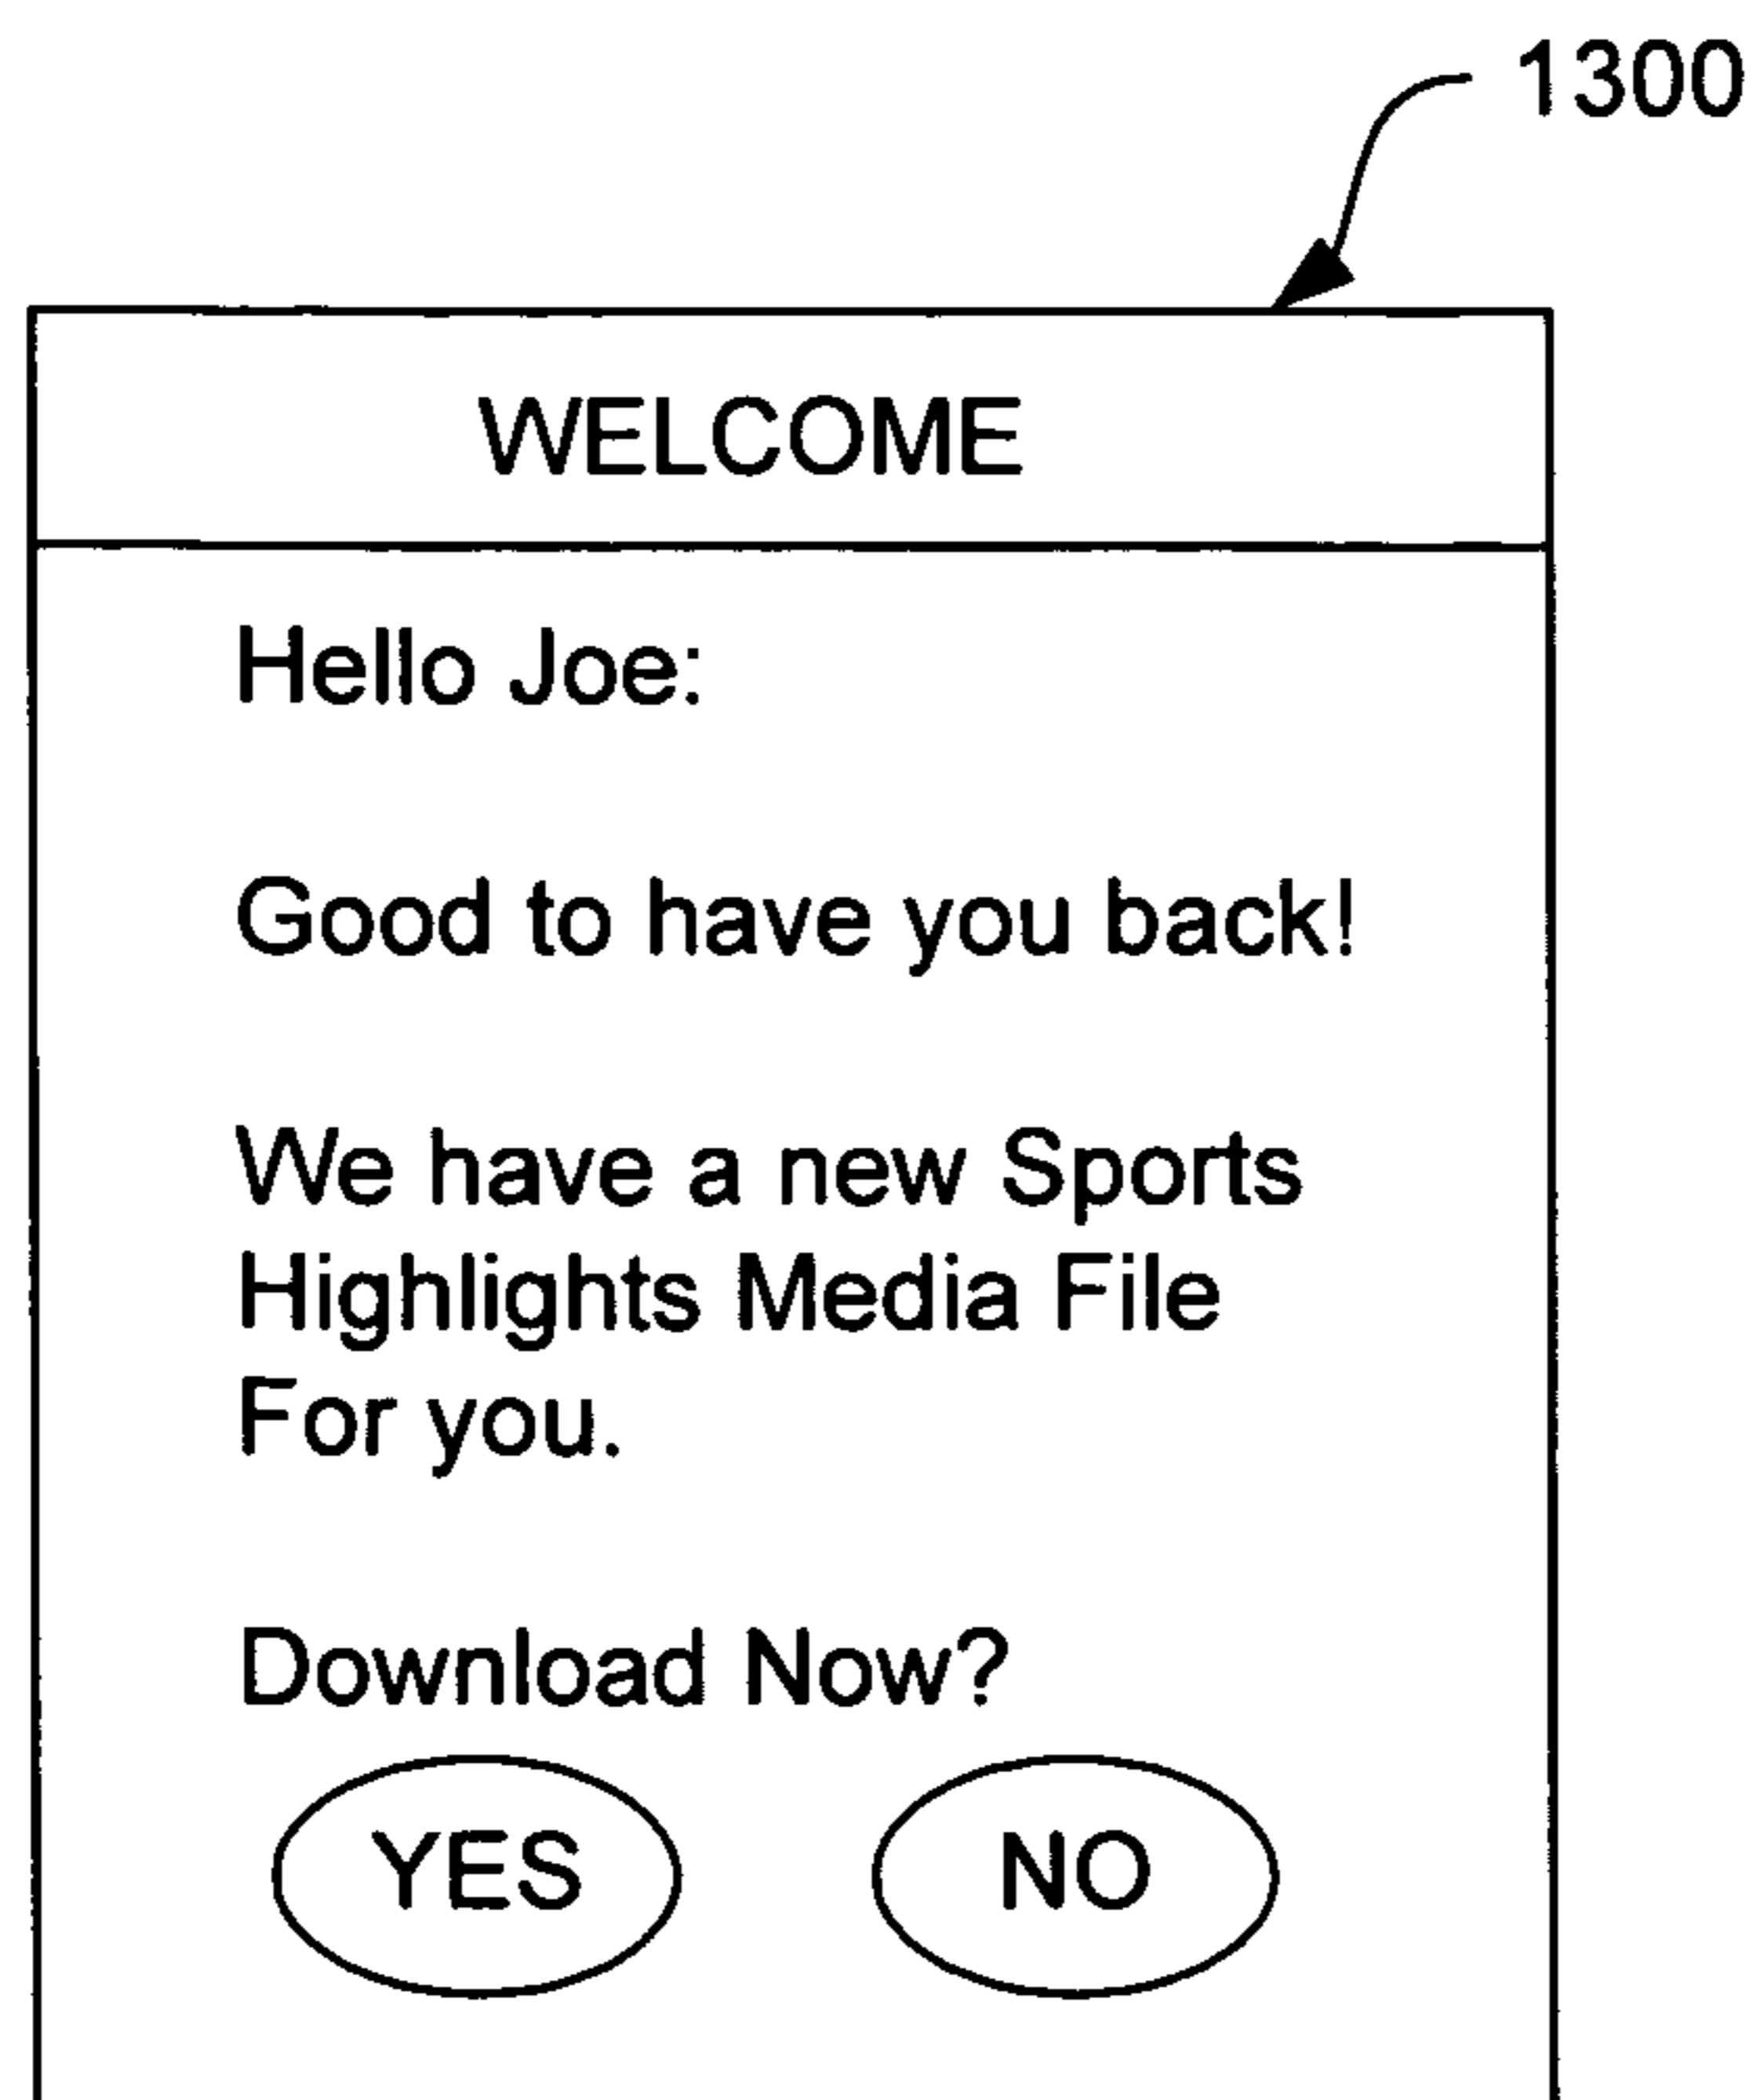 1300
WELCOME
Hello Joe:
Good to have you back!
We have a new Sports
Highlights Media File
For you.
Download Now?
YES NO